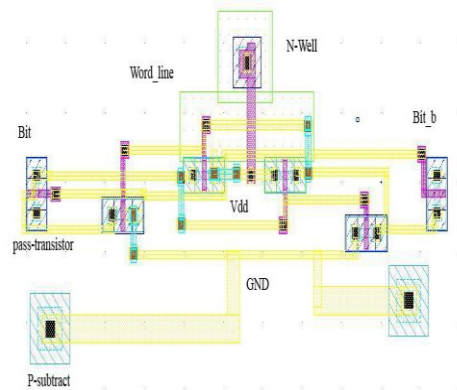 N-Well
Word_line
Bit
Bit_b
Vdd
pass-transistor
GND
P-subtract